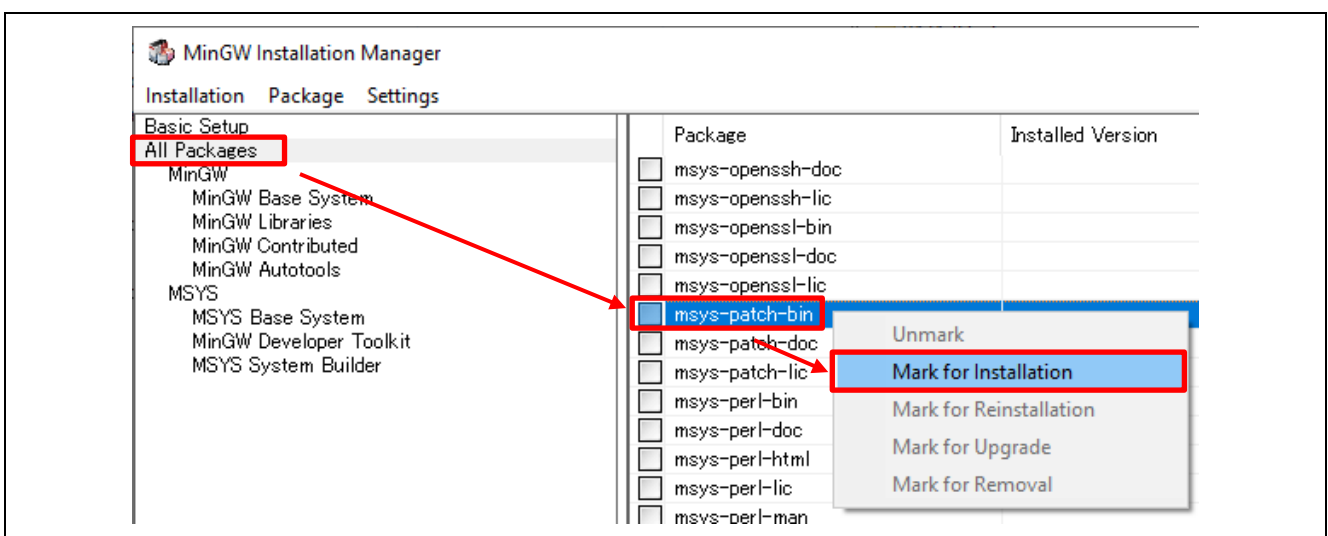 MinGW Installation Manager
Installation Package Settings
Basic Setup
All Packages
MinGW
MinGW Base System
MinGW Libraries
MinGW Contributed
MinGW Autotools
MSYS
MSYS Base System
MinGW Developer Toolkit
MSYS System Builder
Package Installed Version
msys-openssh-doc
msys-openssh-lic
msys-openssl-bin
msys-openssl-doc
msys-openssl-lic
msys-patch-bin
msys-patch-doc
msys-patch-lic
msys-perl-bin
msys-perl-doc
msys-perl-html
msys-perl-lic
msys-perl-man
Unmark
Mark for Installation
Mark for Reinstallation
Mark for Upgrade
Mark for Removal